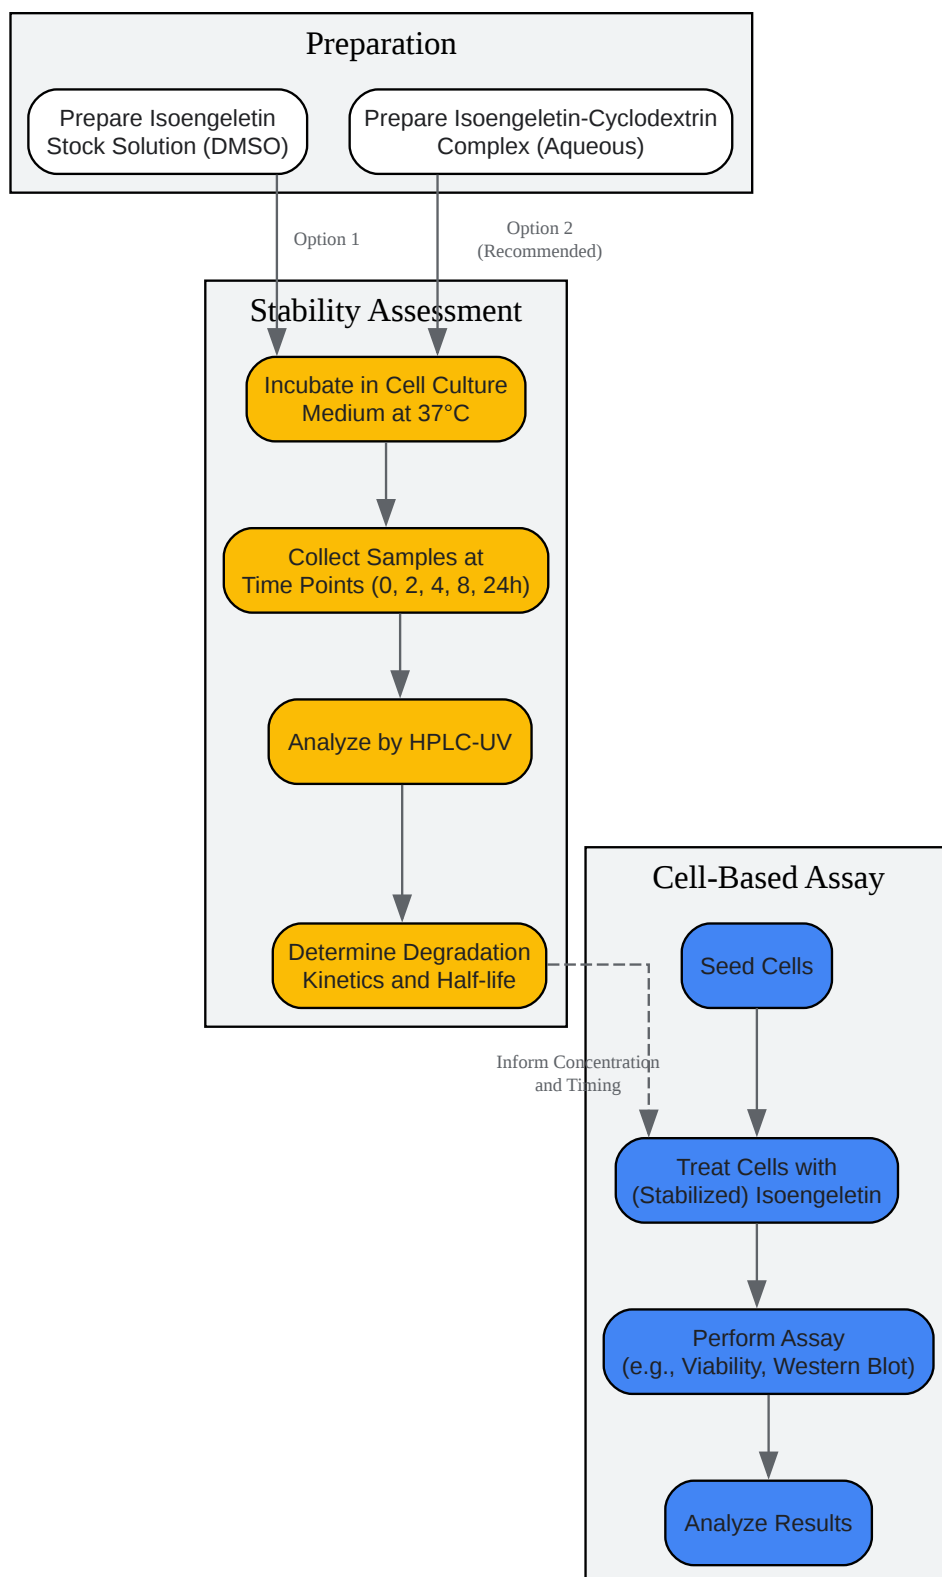 Preparation
Prepare Isoengeletin
Stock Solution (DMSO)
Prepare Isoengeletin-Cyclodextrin
Complex (Aqueous)
Option 1
Option 2
(Recommended)
Stability Assessment
Incubate in Cell Culture
Medium at 37°C
Collect Samples at
Time Points (0, 2, 4, 8, 24h)
Analyze by HPLC-UV
Determine Degradation
Kinetics and Half-life
Inform Concentration
and Timing
Cell-Based Assay
Seed Cells
Treat Cells with
(Stabilized) Isoengeletin
Perform Assay
(e.g., Viability, Western Blot)
Analyze Results